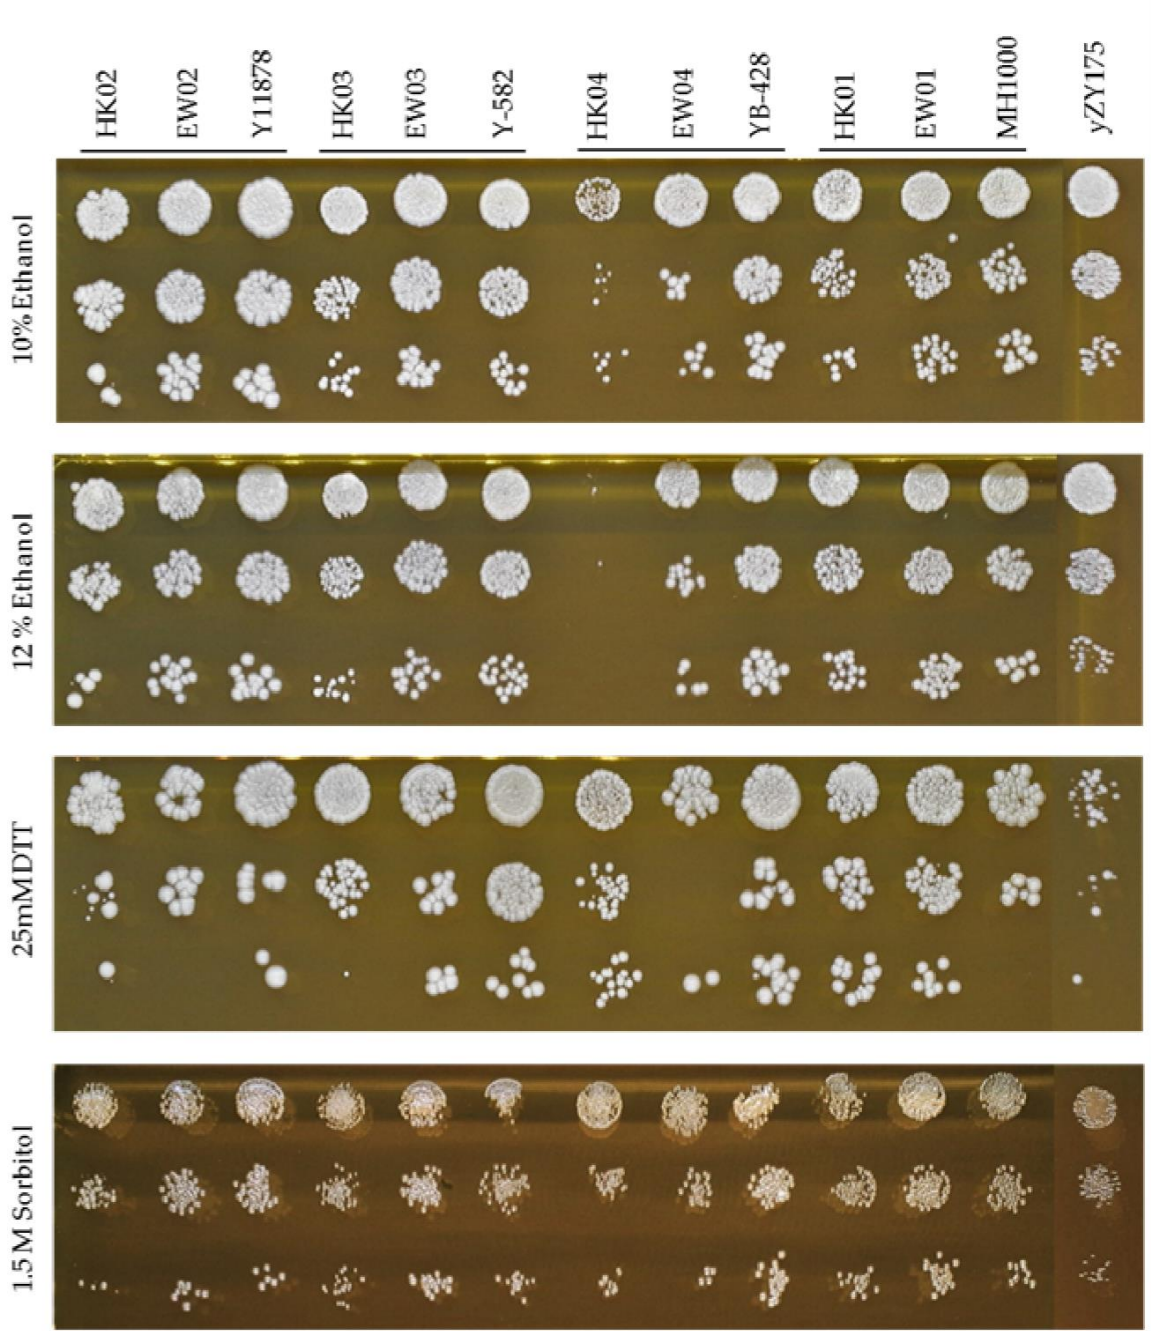 HK02
EW02
Y11878
HK03
EW03
Y-582
HK04
EW04
YB-428
HK01
EW01
MH1000
yZY175
10% Ethanol
12 % Ethanol
25mMDTT
1.5 M Sorbitol